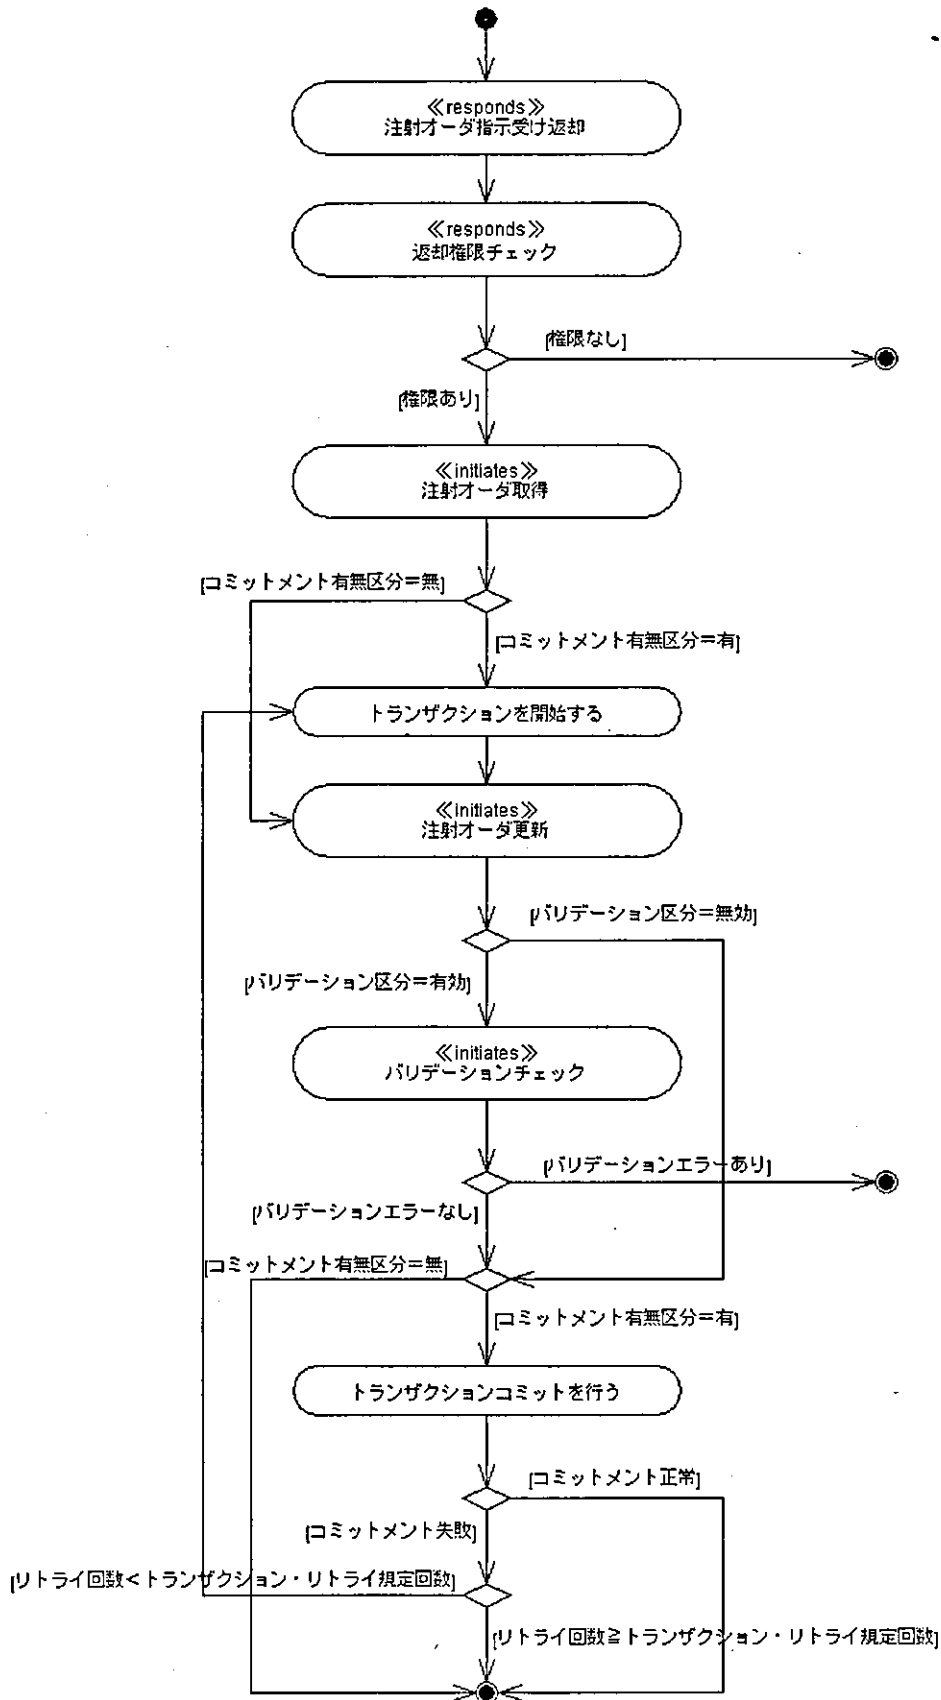 ≪responds≫
注射オーダ指示受け返却
≪responds≫
返却権限チェック
[権限なし]
[権限あり]
≪initiates≫
注射オーダ取得
[コミットメント有無区分＝無]
[コミットメント有無区分＝有]
トランザクションを開始する
≪initiates≫
注射オーダ更新
[バリデーション区分＝無効]
[バリデーション区分＝有効]
≪initiates≫
バリデーションチェック
[バリデーションエラーあり]
[バリデーションエラーなし]
[コミットメント有無区分＝無]
[コミットメント有無区分＝有]
トランザクションコミットを行う
[コミットメント正常]
[コミットメント失敗]
[リトライ回数＜トランザクション・リトライ規定回数]
[リトライ回数≧トランザクション・リトライ規定回数]